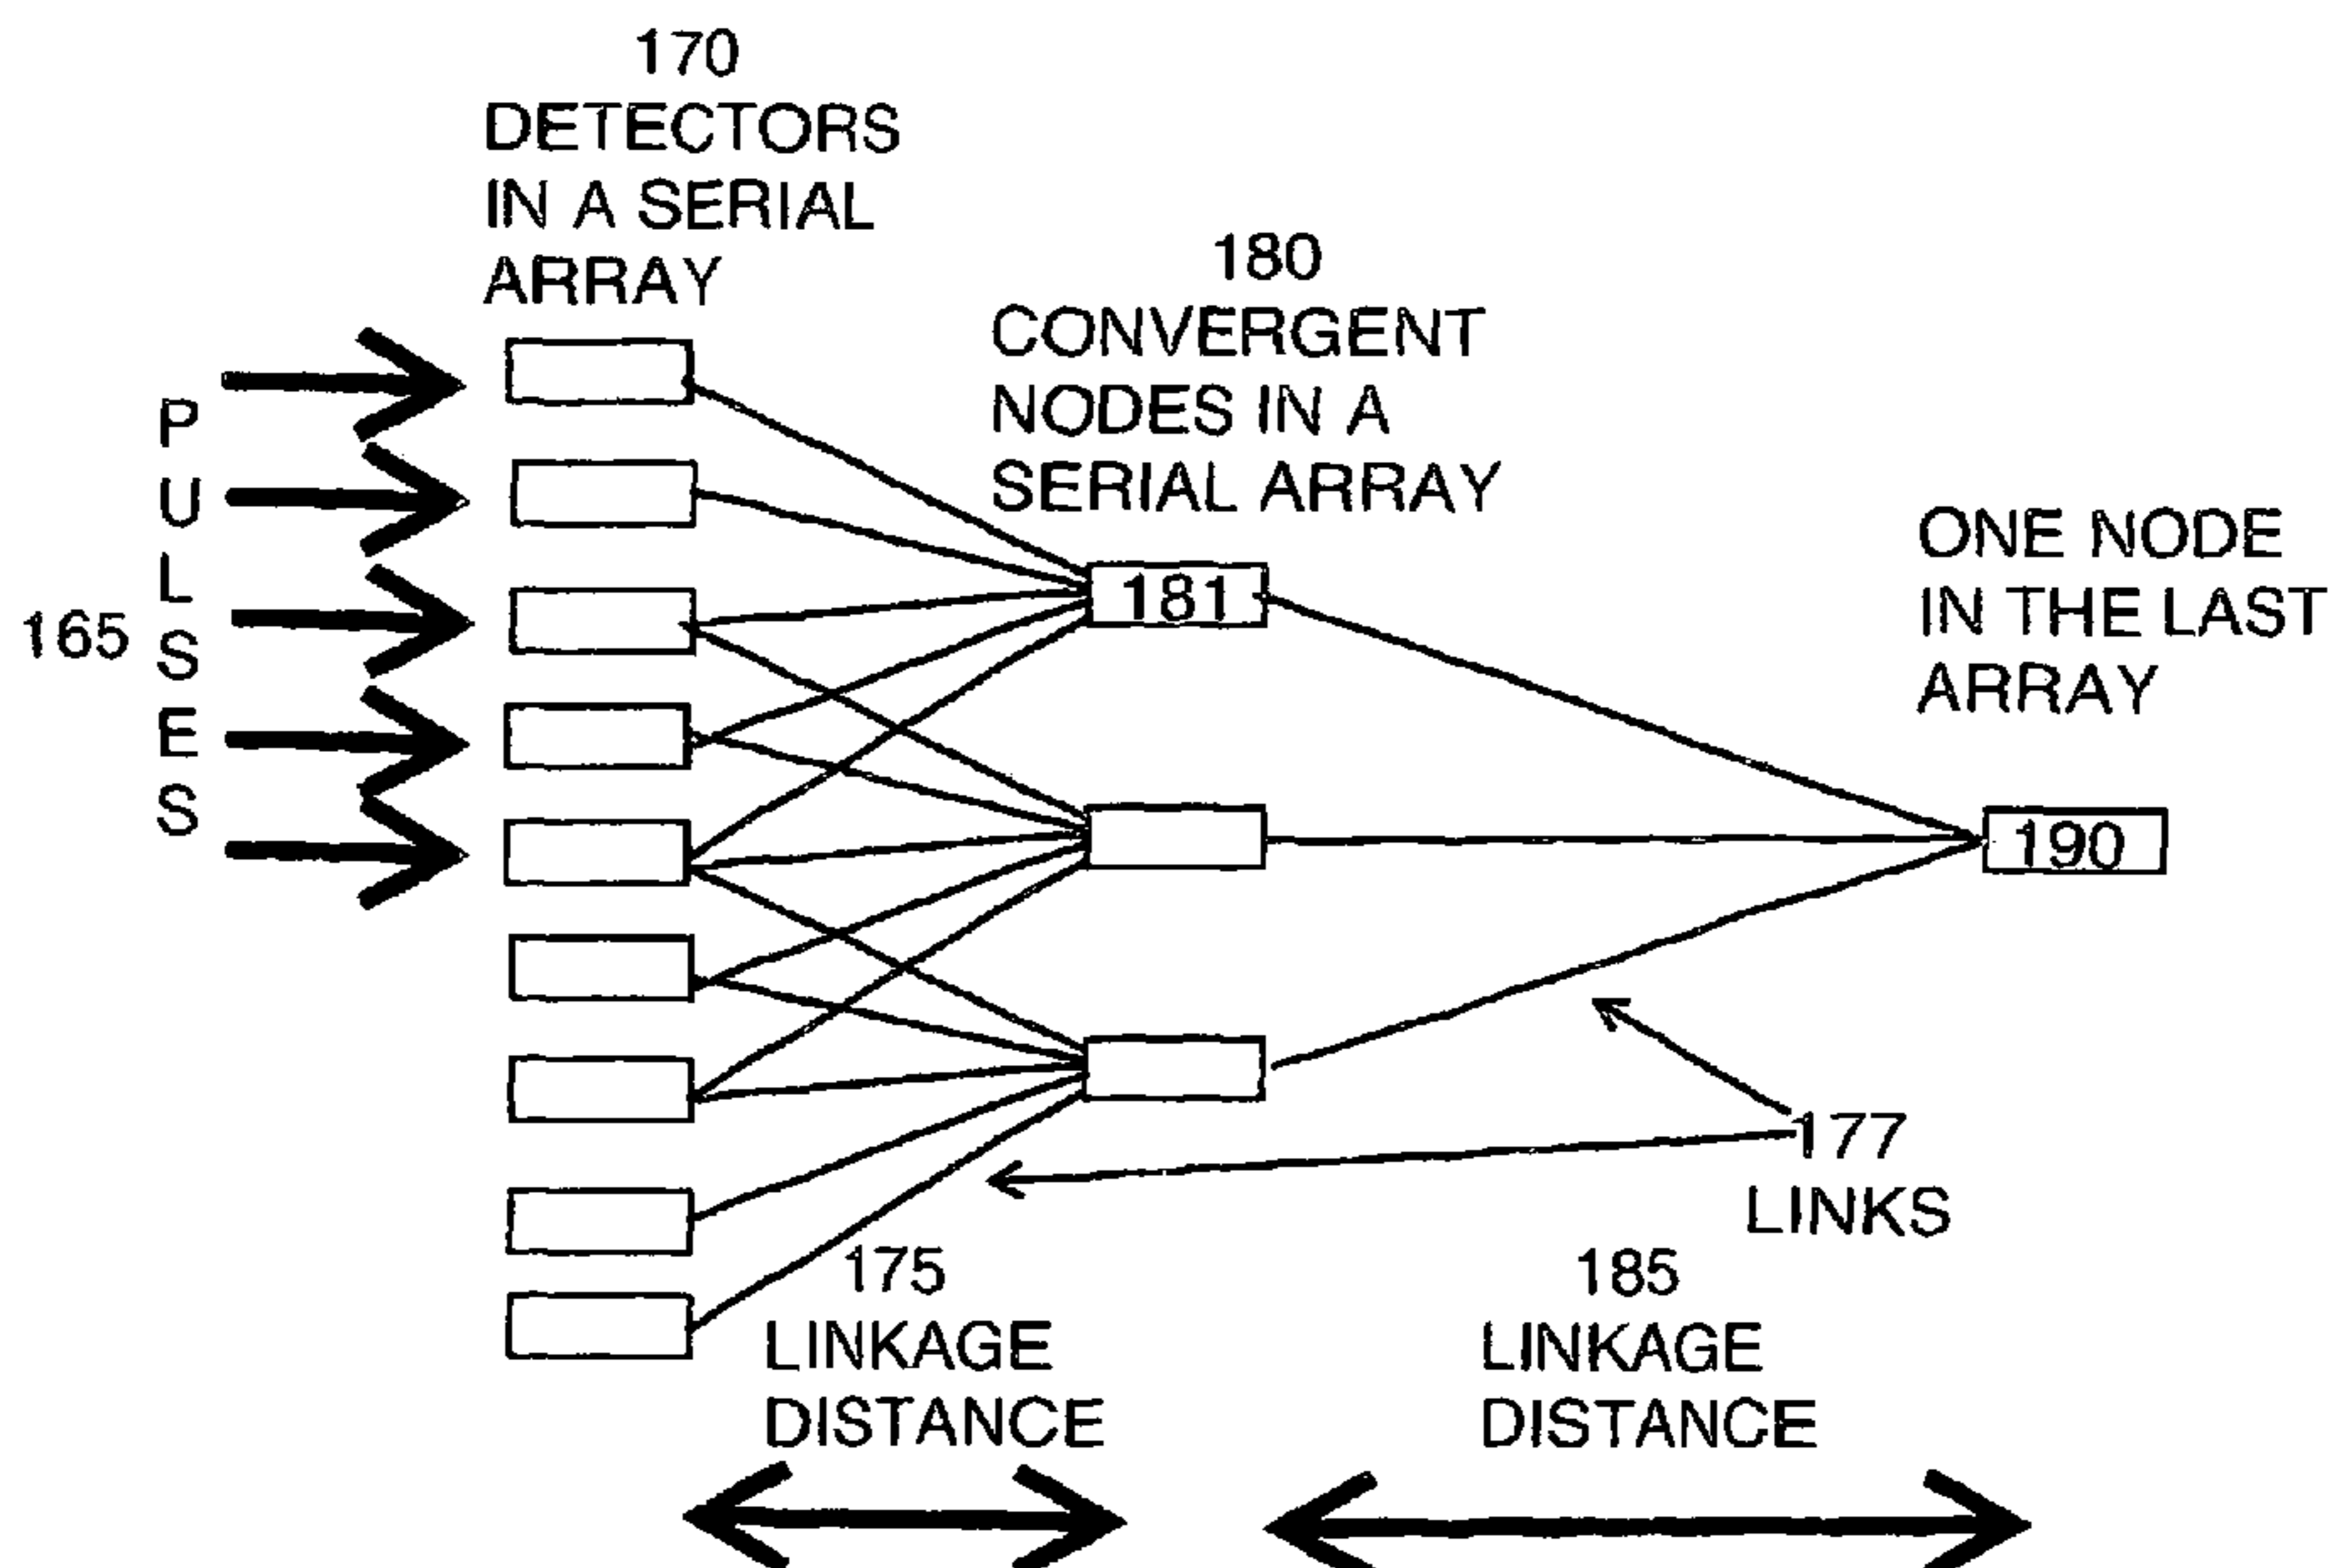 170
DETECTORS
IN A SERIAL
ARRAY
180
CONVERGENT
NODES IN A
SERIAL ARRAY
ONE NODE
IN THE LAST
ARRAY
165
PULSES
181
190
177
LINKS
175
LINKAGE
DISTANCE
185
LINKAGE
DISTANCE